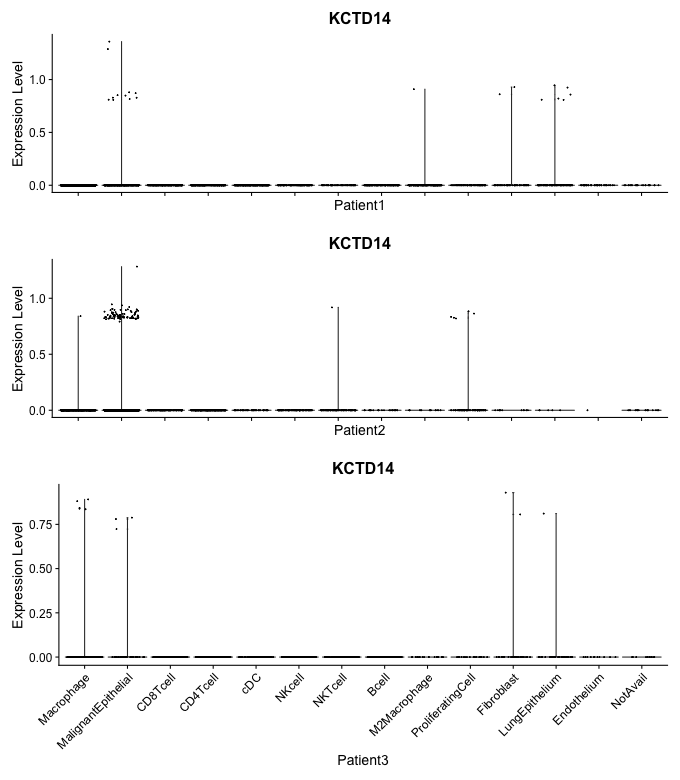 KCTD14
Expression Level
1.0
0.5
0.0
Patient1
KCTD14
Expression Level
1.0
0.5
0.0
Patient2
KCTD14
Expression Level
0.75
0.50
0.25
0.00
Macrophage
MalignantEpithelial
CD8Tcell
CD4Tcell
cDC
NKcell
NKTcell
Bcell
M2Macrophage
ProliferatingCell
Fibroblast
LungEpithelium
Endothelium
NotAvail
Patient3